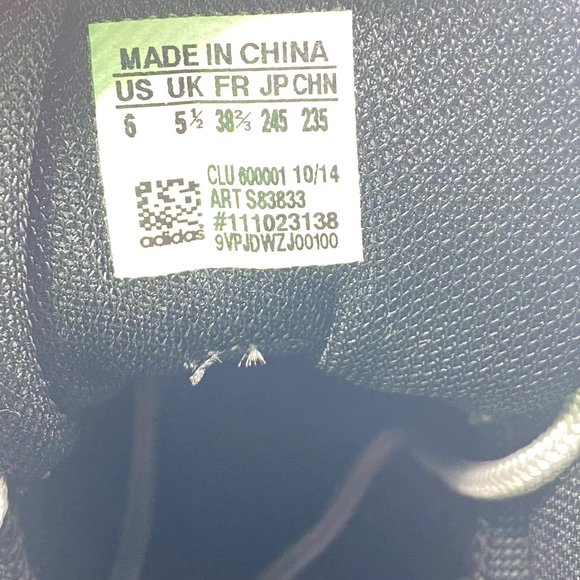 MADE IN CHINA
US UK FR JP CHN
6 5½ 38⅔ 245 235
CLU 600001 10/14
ART S83833
#111023138
adidas 9VPJDWZJ00100